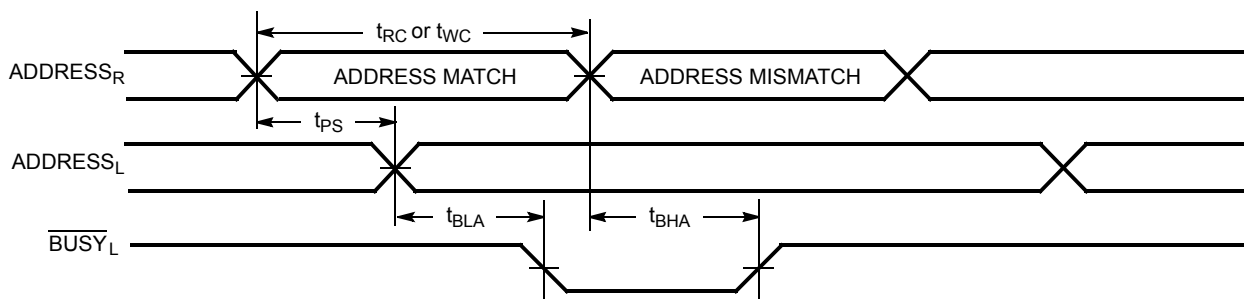 tRC or tWC
ADDRESSR ADDRESS MATCH ADDRESS MISMATCH
tPS
ADDRESSL
tBLA tBHA
BUSYL